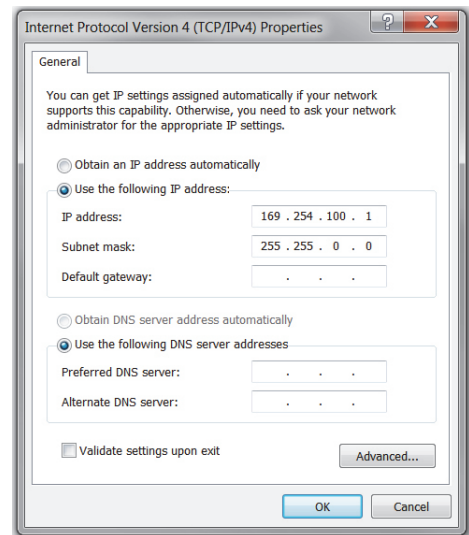 Internet Protocol Version 4 (TCP/IPv4) Properties
General
You can get IP settings assigned automatically if your network
supports this capability. Otherwise, you need to ask your network
administrator for the appropriate IP settings.
Obtain an IP address automatically
Use the following IP address:
IP address: 169 . 254 . 100 . 1
Subnet mask: 255 . 255 . 0 . 0
Default gateway: . . .
Obtain DNS server address automatically
Use the following DNS server addresses
Preferred DNS server: . . .
Alternate DNS server: . . .
Validate settings upon exit
Advanced...
OK Cancel